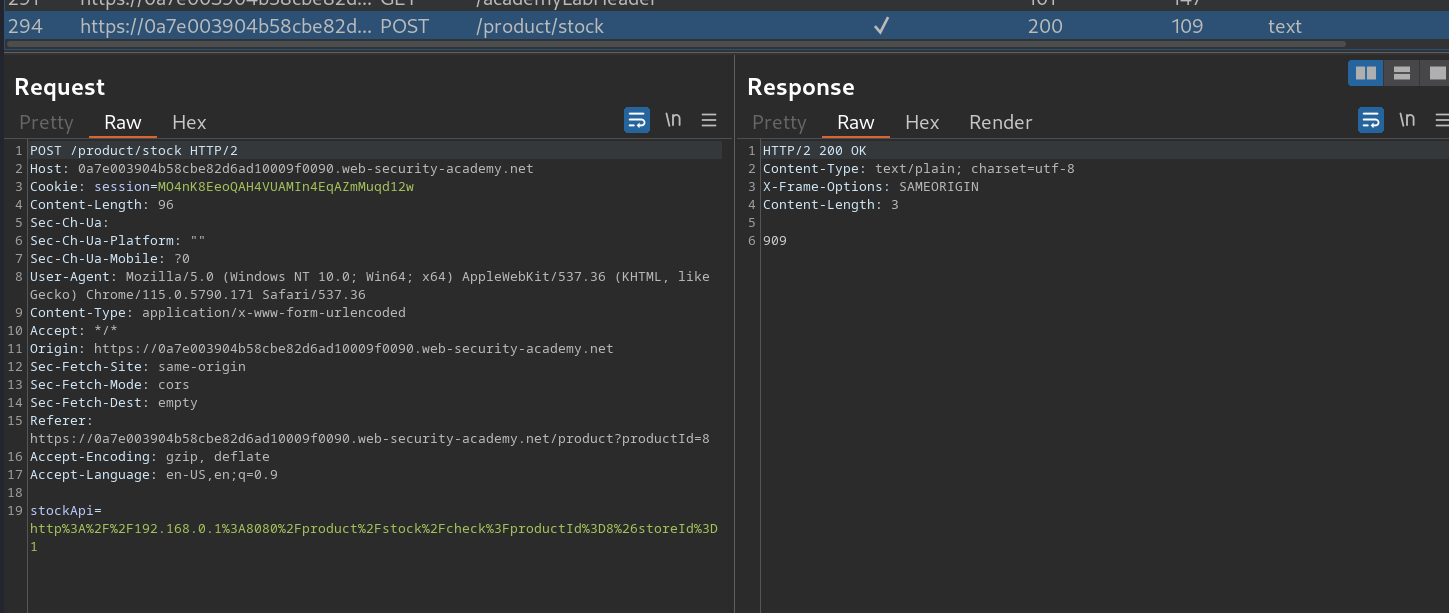 291 https://0a7e003904b58cbe82d... GET /academyLabHeader 101 147
294 https://0a7e003904b58cbe82d... POST /product/stock ✓ 200 109 text
Request
Pretty Raw Hex
\n
1 POST /product/stock HTTP/2
2 Host: 0a7e003904b58cbe82d6ad10009f0090.web-security-academy.net
3 Cookie: session=MO4nK8EeoQAH4VUAMIn4EqAZmMuqd12w
4 Content-Length: 96
5 Sec-Ch-Ua:
6 Sec-Ch-Ua-Platform: ""
7 Sec-Ch-Ua-Mobile: ?0
8 User-Agent: Mozilla/5.0 (Windows NT 10.0; Win64; x64) AppleWebKit/537.36 (KHTML, like
Gecko) Chrome/115.0.5790.171 Safari/537.36
9 Content-Type: application/x-www-form-urlencoded
10 Accept: */*
11 Origin: https://0a7e003904b58cbe82d6ad10009f0090.web-security-academy.net
12 Sec-Fetch-Site: same-origin
13 Sec-Fetch-Mode: cors
14 Sec-Fetch-Dest: empty
15 Referer:
https://0a7e003904b58cbe82d6ad10009f0090.web-security-academy.net/product?productId=8
16 Accept-Encoding: gzip, deflate
17 Accept-Language: en-US,en;q=0.9
18
19 stockApi=
http%3A%2F%2F192.168.0.1%3A8080%2Fproduct%2Fstock%2Fcheck%3FproductId%3D8%26storeId%3D
1
Response
Pretty Raw Hex Render
\n
1 HTTP/2 200 OK
2 Content-Type: text/plain; charset=utf-8
3 X-Frame-Options: SAMEORIGIN
4 Content-Length: 3
5
6 909